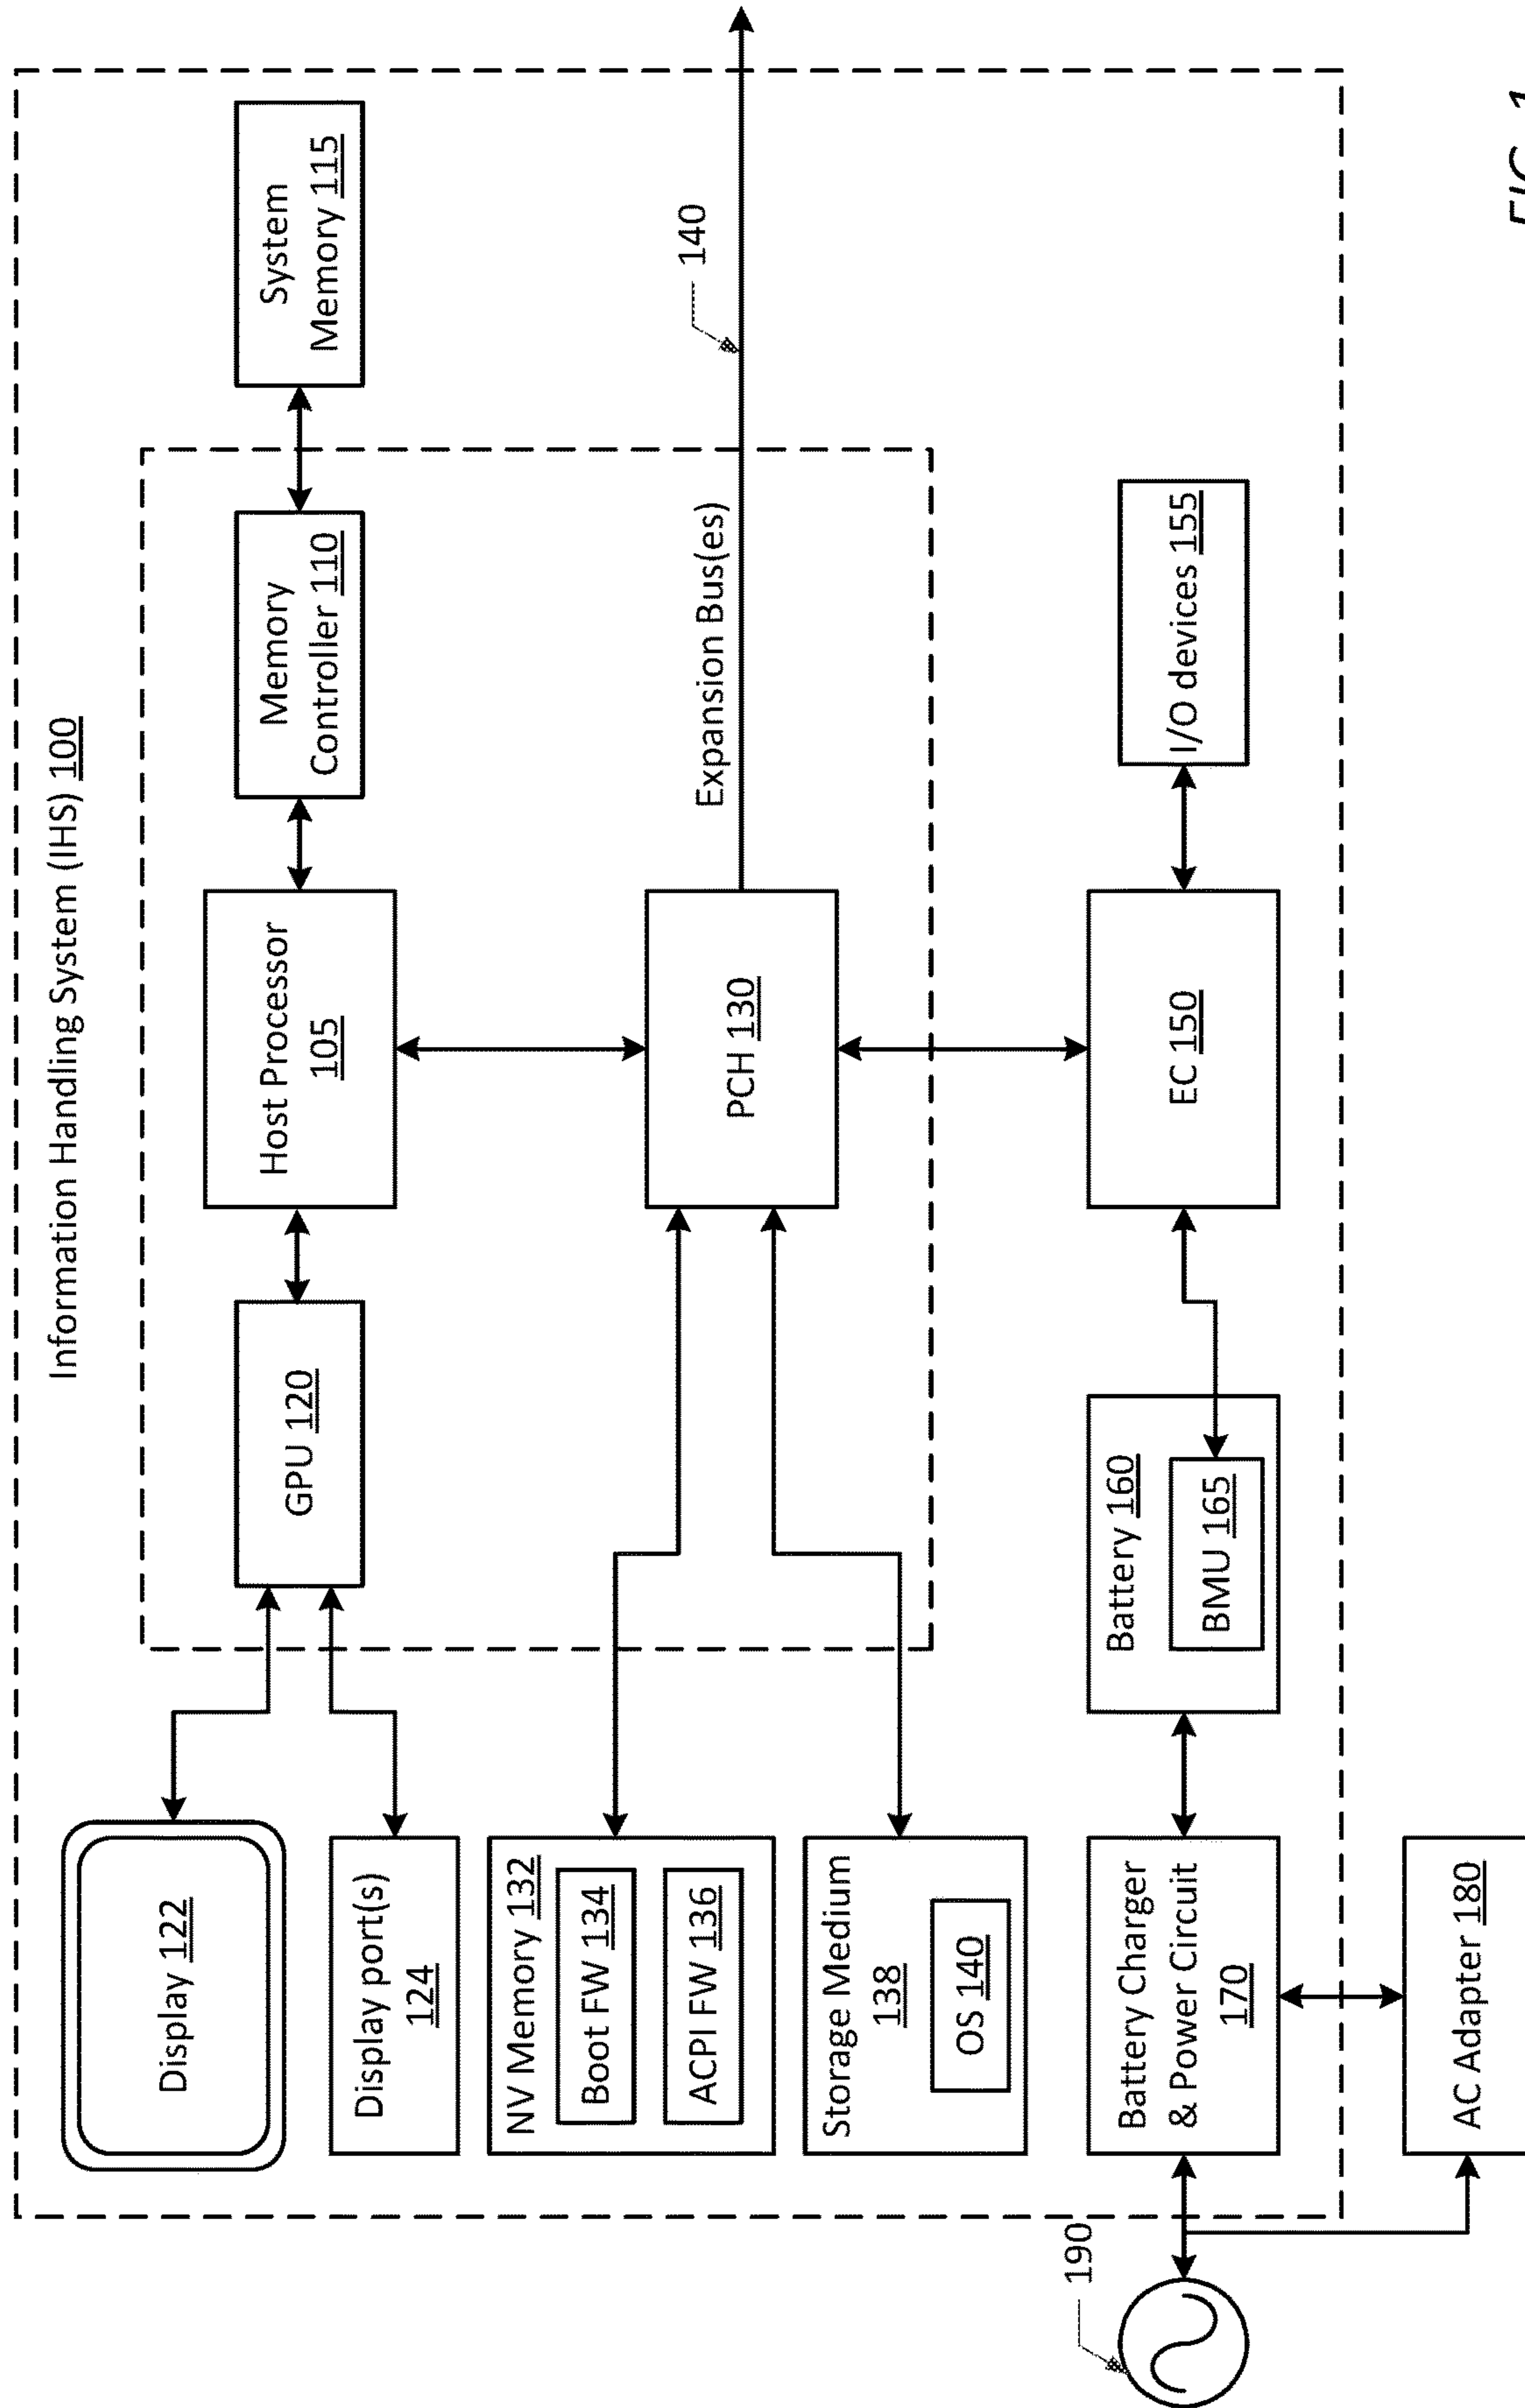 Information Handling System (IHS) 100
Display 122
Display port(s)
124
GPU 120
Host Processor
105
Memory
Controller 110
System
Memory 115
NV Memory 132
Boot FW 134
ACPI FW 136
Storage Medium
138
OS 140
PCH 130
Expansion Bus(es)
140
Battery Charger
& Power Circuit
170
Battery 160
BMU 165
EC 150
I/O devices 155
190
AC Adapter 180
FIG. 1